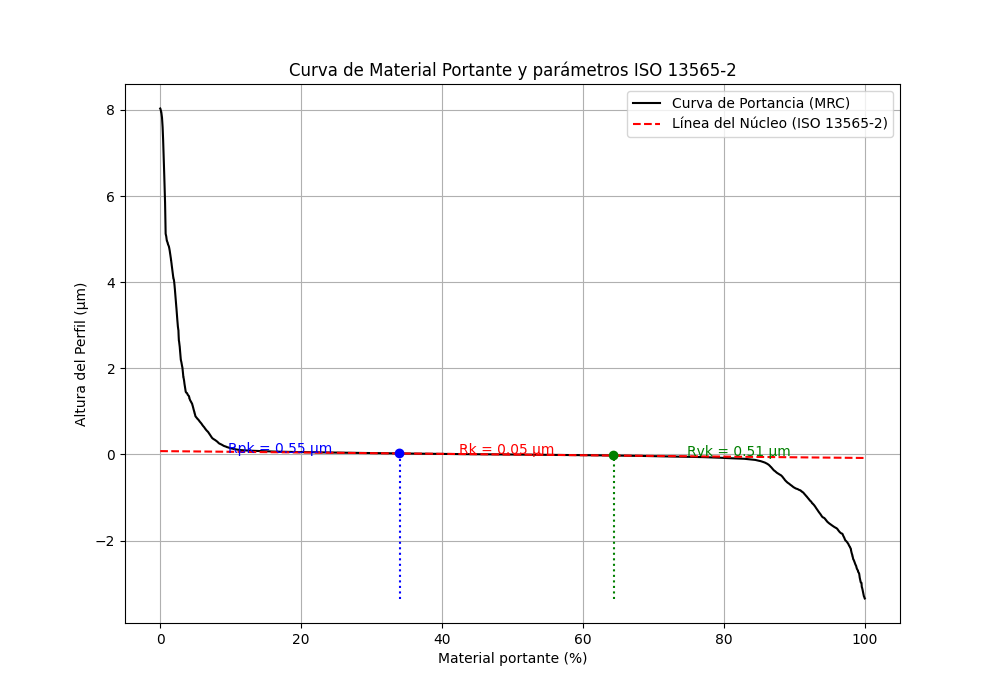 Curva de Material Portante y parámetros ISO 13565-2
Curva de Portancia (MRC)
Línea del Núcleo (ISO 13565-2)
Altura del Perfil (µm)
8
6
4
2
0
−2
Rpk = 0.55 µm
Rk = 0.05 µm
Rvk = 0.51 µm
0
20
40
60
80
100
Material portante (%)